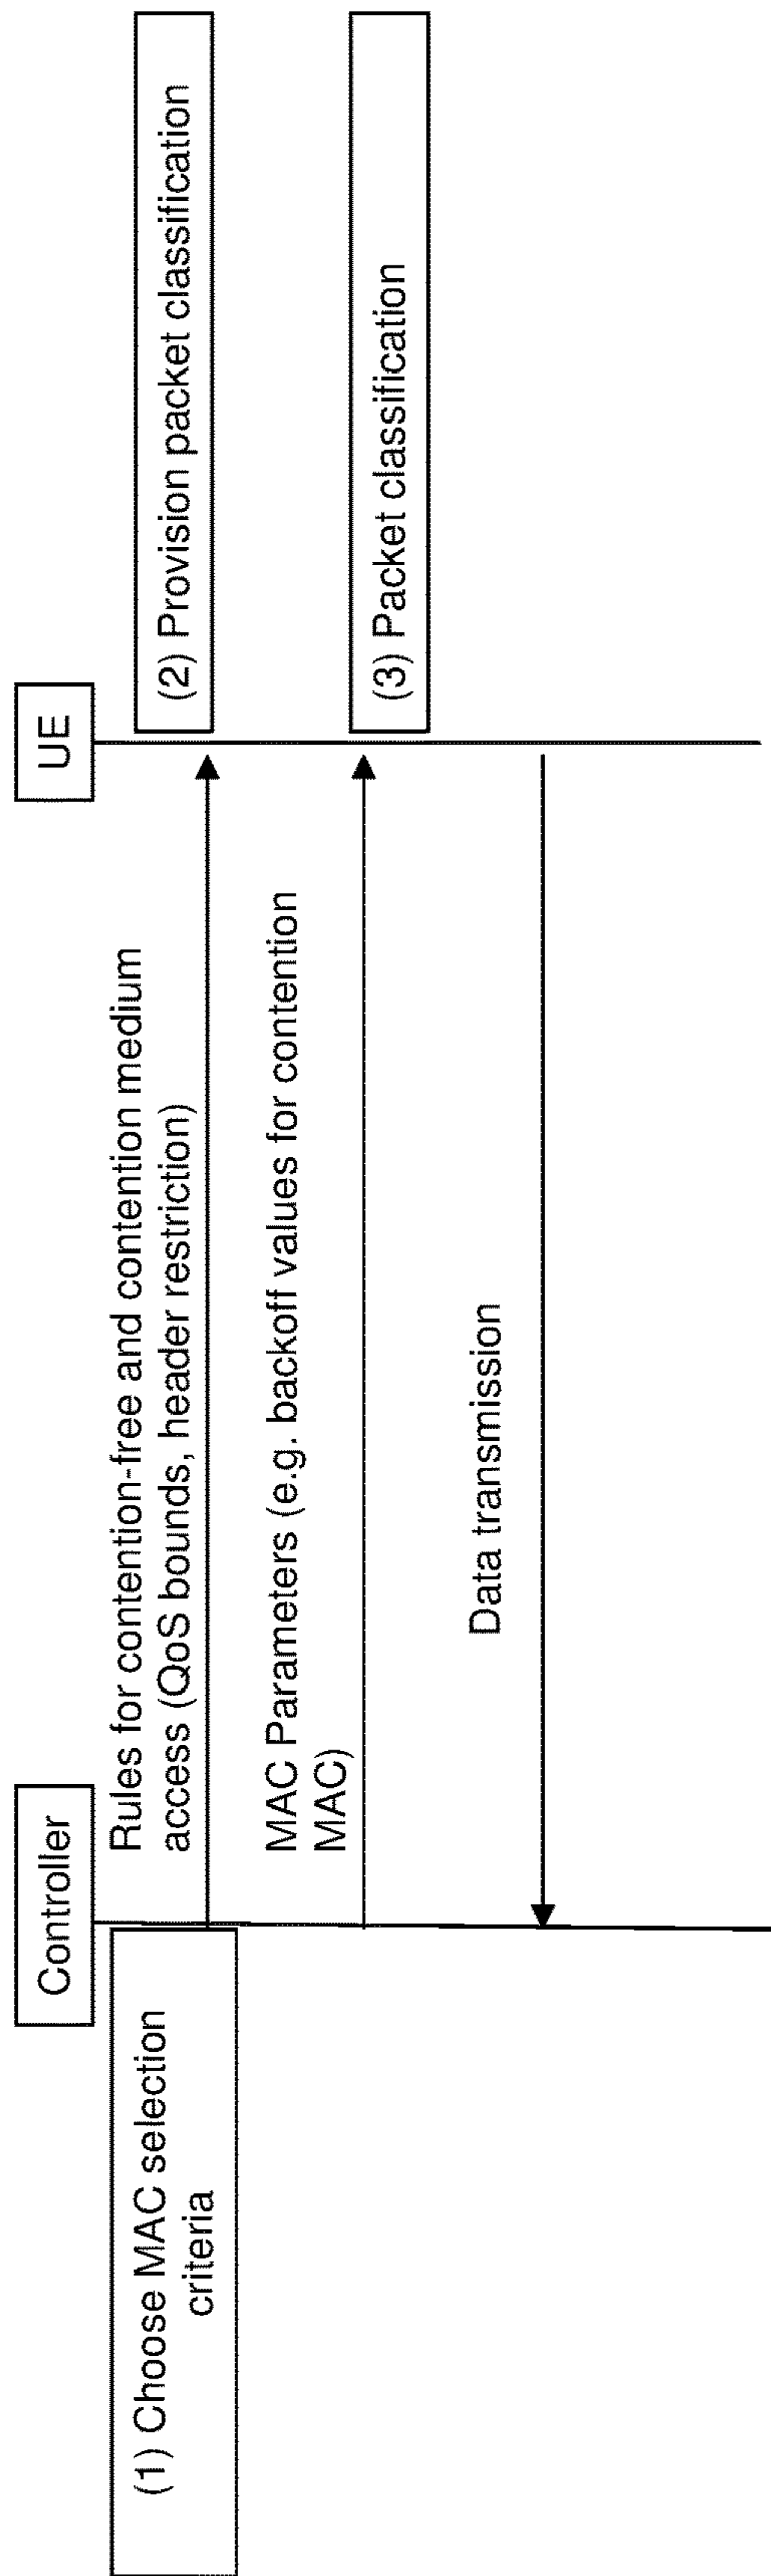 Controller
UE
(1) Choose MAC selection
criteria
Rules for contention-free and contention medium
access (QoS bounds, header restriction)
(2) Provision packet classification
MAC Parameters (e.g. backoff values for contention
MAC)
(3) Packet classification
Data transmission